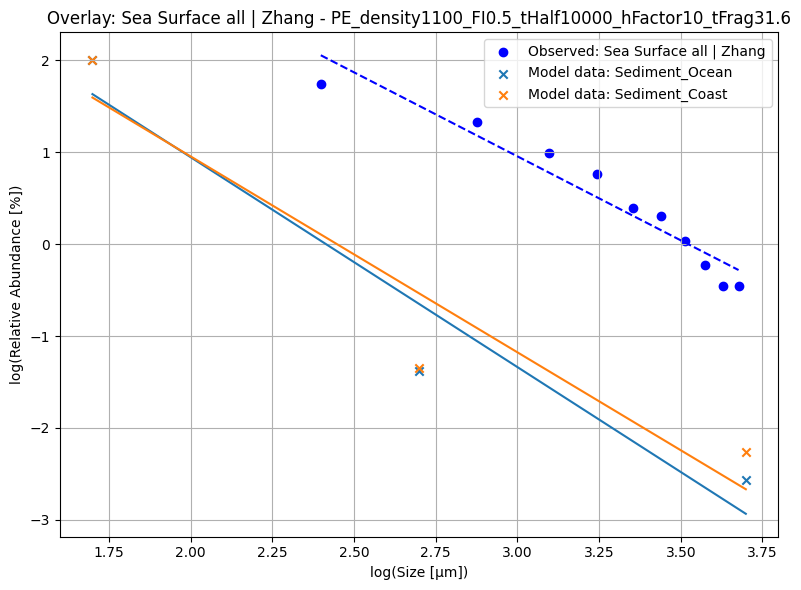 Overlay: Sea Surface all | Zhang - PE_density1100_FI0.5_tHalf10000_hFactor10_tFrag31.6
Observed: Sea Surface all | Zhang
Model data: Sediment_Ocean
Model data: Sediment_Coast
log(Relative Abundance [%])
2
1
0
−1
−2
−3
1.75
2.00
2.25
2.50
2.75
3.00
3.25
3.50
3.75
log(Size [μm])